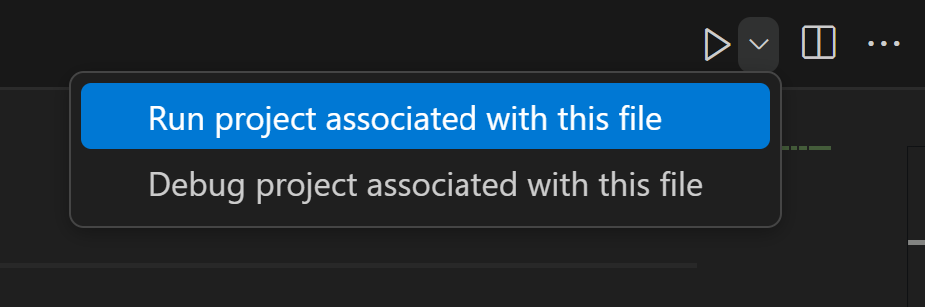 Run project associated with this file
Debug project associated with this file